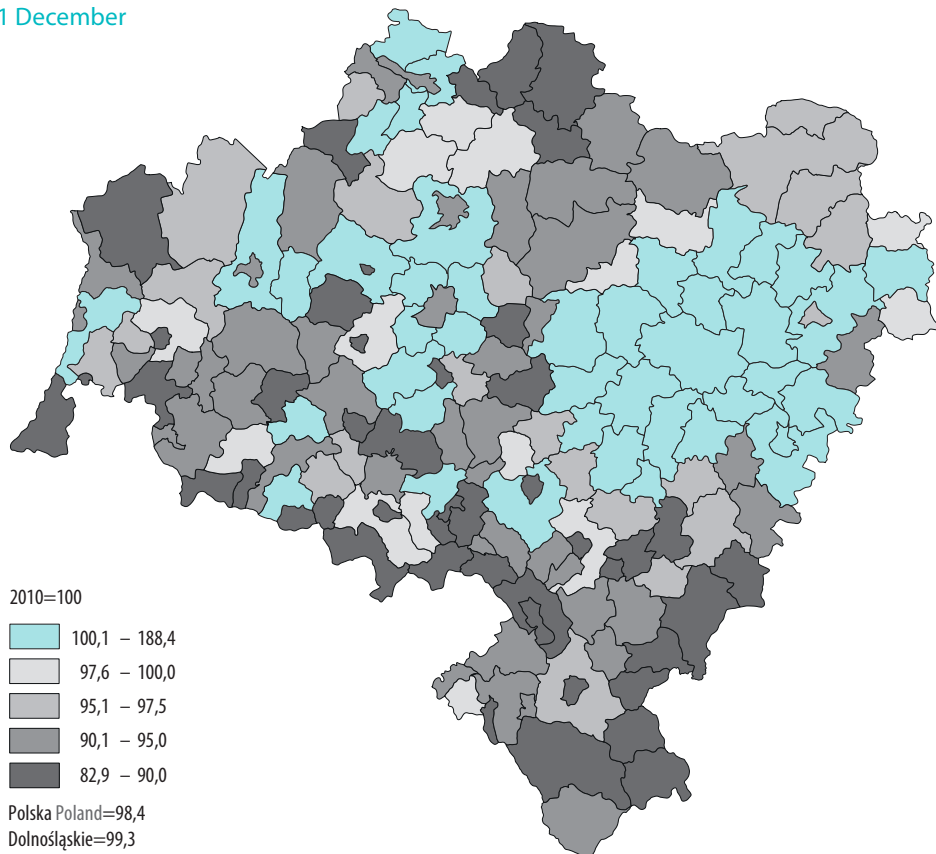 1 December
2010=100
100,1 – 188,4
97,6 – 100,0
95,1 – 97,5
90,1 – 95,0
82,9 – 90,0
Polska Poland=98,4
Dolnośląskie=99,3